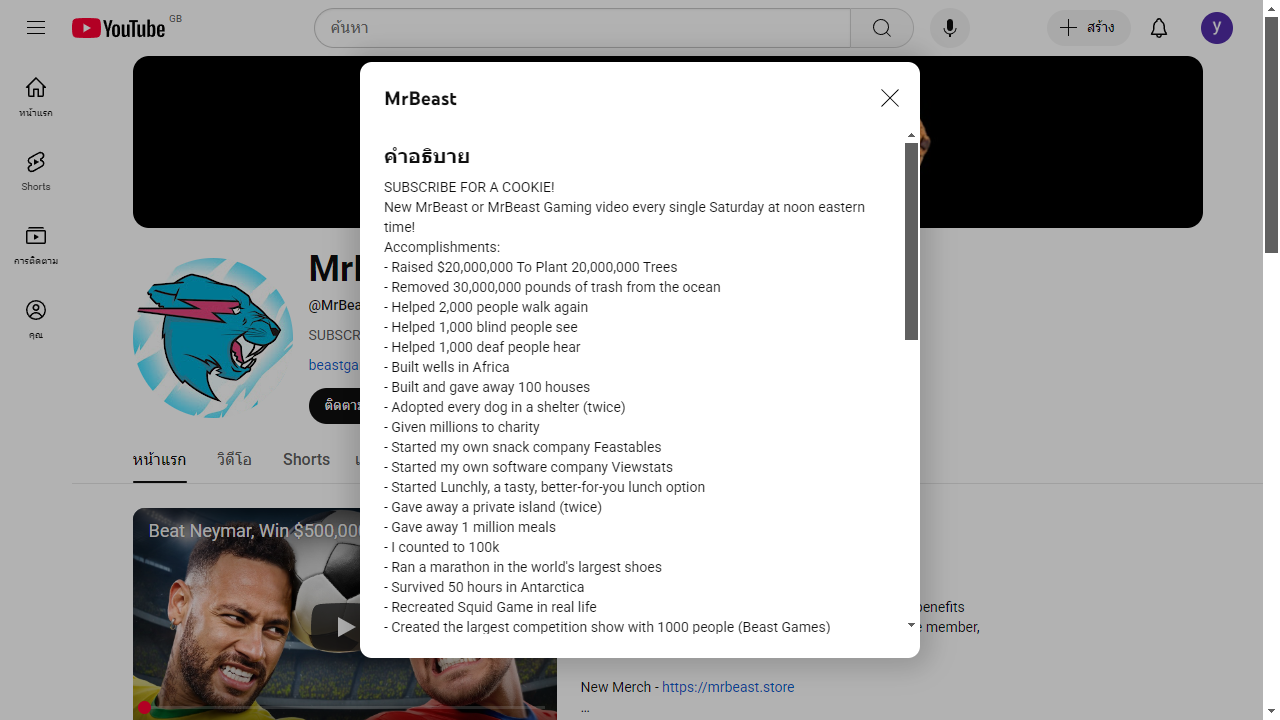 YouTube GB
ค้นหา
สร้าง
y
หน้าแรก
Shorts
การติดตาม
คุณ
MrBeast
คำอธิบาย
SUBSCRIBE FOR A COOKIE!
New MrBeast or MrBeast Gaming video every single Saturday at noon eastern
time!
Accomplishments:
- Raised $20,000,000 To Plant 20,000,000 Trees
- Removed 30,000,000 pounds of trash from the ocean
- Helped 2,000 people walk again
- Helped 1,000 blind people see
- Helped 1,000 deaf people hear
- Built wells in Africa
- Built and gave away 100 houses
- Adopted every dog in a shelter (twice)
- Given millions to charity
- Started my own snack company Feastables
- Started my own software company Viewstats
- Started Lunchly, a tasty, better-for-you lunch option
- Gave away a private island (twice)
- Gave away 1 million meals
- I counted to 100k
- Ran a marathon in the world's largest shoes
- Survived 50 hours in Antarctica
- Recreated Squid Game in real life
- Created the largest competition show with 1000 people (Beast Games)
หน้าแรก
วิดีโอ
Shorts
Beat Neymar, Win $500,000
benefits
member,
New Merch - https://mrbeast.store
...